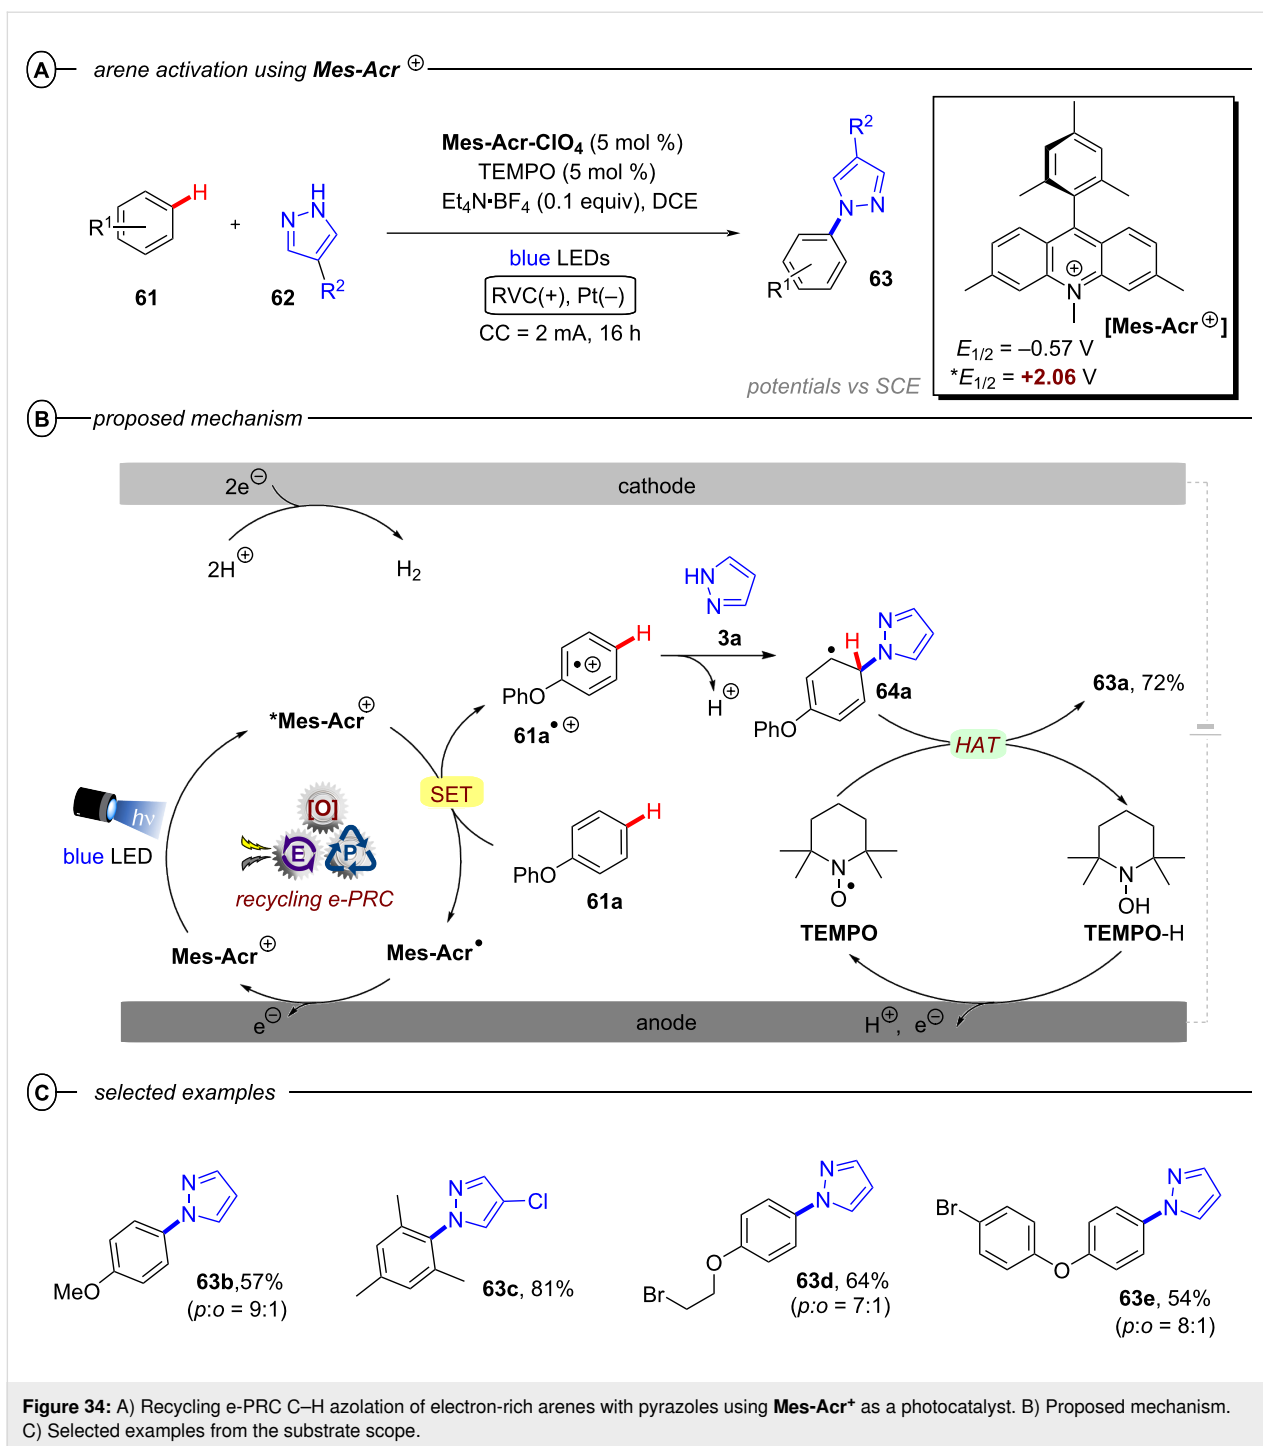 A arene activation using Mes-Acr ⊕
R¹ H
+
N NH R²
61
62
Mes-Acr-ClO₄ (5 mol %)
TEMPO (5 mol %)
Et₄N·BF₄ (0.1 equiv), DCE
blue LEDs
RVC(+), Pt(–)
CC = 2 mA, 16 h
R²
N N
R¹
63
⊕
N
[Mes-Acr⊕]
E₁/₂ = –0.57 V
*E₁/₂ = +2.06 V
potentials vs SCE
B proposed mechanism
2e⊖ cathode
2H⊕ H₂
HN N
3a
H⊕
PhO •⊕ H
61a•⊕
PhO • H N N
64a
63a, 72%
*Mes-Acr⊕
SET
HAT
hν
blue LED
[O]
E P
recycling e-PRC
PhO H
61a
N O•
TEMPO
N OH
TEMPO-H
Mes-Acr⊕
Mes-Acr•
e⊖ anode H⊕, e⊖
C selected examples
MeO N N
63b,57%
(p:o = 9:1)
N N Cl
63c, 81%
Br O N N
63d, 64%
(p:o = 7:1)
Br O N N
63e, 54%
(p:o = 8:1)
Figure 34: A) Recycling e-PRC C–H azolation of electron-rich arenes with pyrazoles using Mes-Acr⁺ as a photocatalyst. B) Proposed mechanism.
C) Selected examples from the substrate scope.